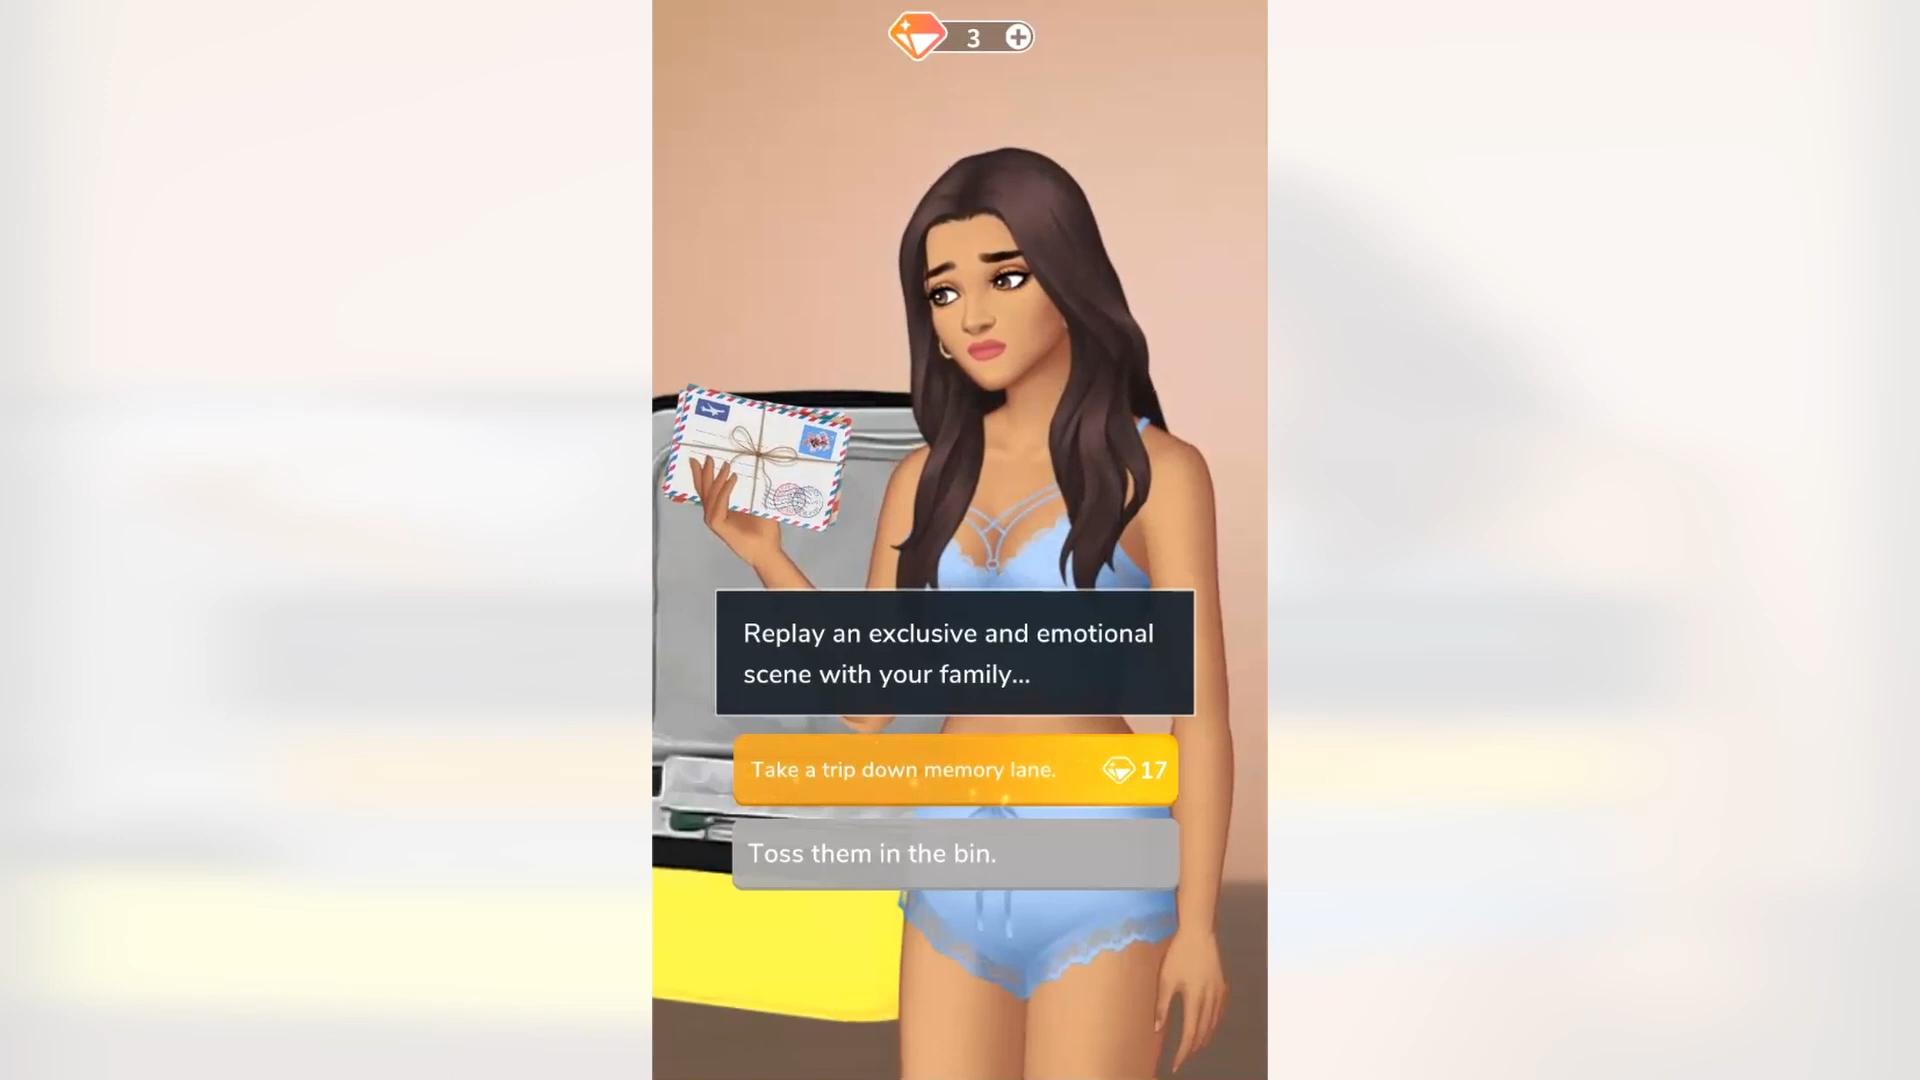 3
Replay an exclusive and emotional
scene with your family...
Take a trip down memory lane. 17
Toss them in the bin.